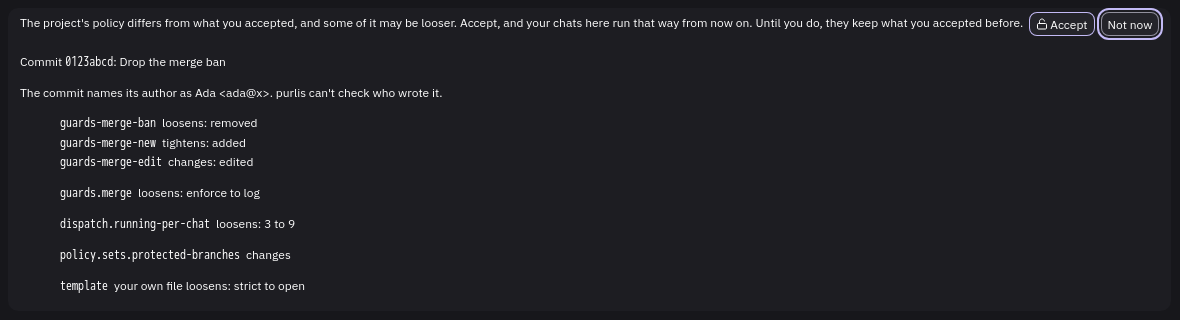 The project's policy differs from what you accepted, and some of it may be looser. Accept, and your chats here run that way from now on. Until you do, they keep what you accepted before. Accept Not now
Commit 0123abcd: Drop the merge ban
The commit names its author as Ada <ada@x>. purlis can't check who wrote it.
guards-merge-ban loosens: removed
guards-merge-new tightens: added
guards-merge-edit changes: edited
guards.merge loosens: enforce to log
dispatch.running-per-chat loosens: 3 to 9
policy.sets.protected-branches changes
template your own file loosens: strict to open